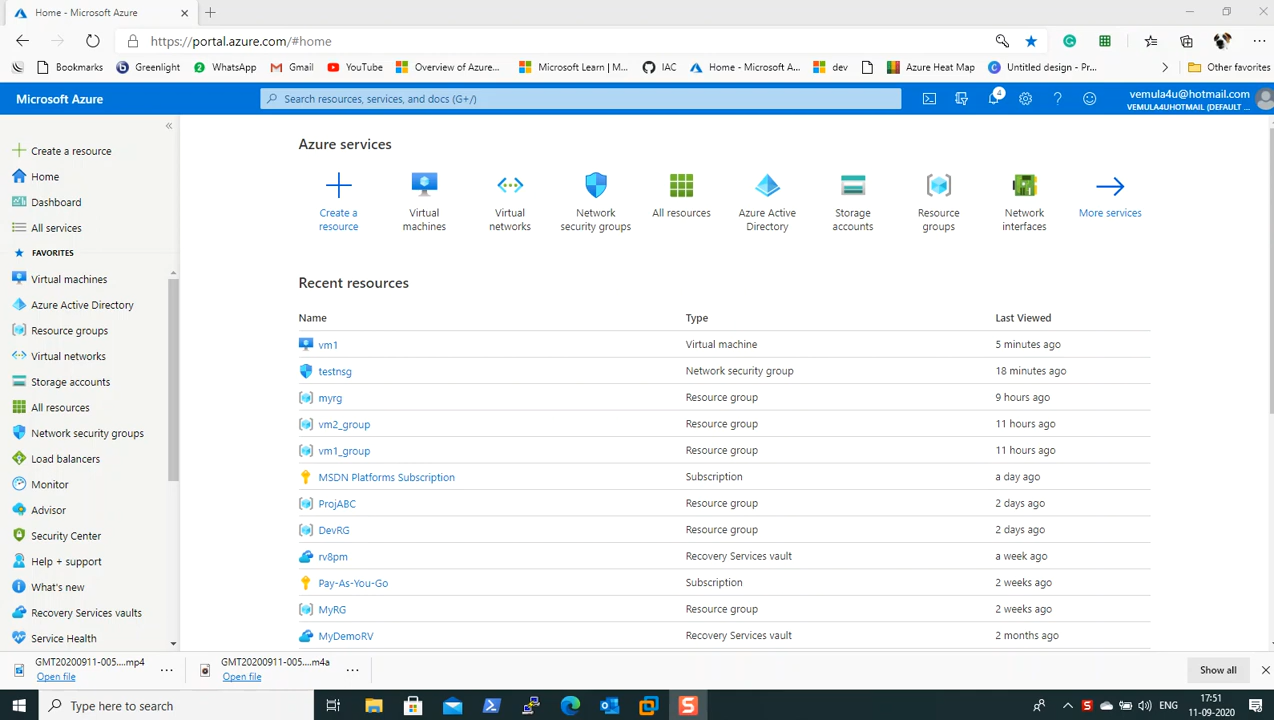 Home - Microsoft Azure
https://portal.azure.com/#home
Bookmarks Greenlight WhatsApp Gmail YouTube Overview of Azure... Microsoft Learn | M... IAC Home - Microsoft A... dev Azure Heat Map Untitled design - Pr... Other favorites
Microsoft Azure Search resources, services, and docs (G+/) 4 vemula4u@hotmail.com
VEMULA4UHOTMAIL (DEFAULT ...
Azure services
Create a resource
Home
Dashboard
All services
FAVORITES
Virtual machines
Azure Active Directory
Resource groups
Virtual networks
Storage accounts
All resources
Network security groups
Load balancers
Monitor
Advisor
Security Center
Help + support
What's new
Recovery Services vaults
Service Health
Create a Virtual Virtual Network All resources Azure Active Storage Resource Network More services
resource machines networks security groups Directory accounts groups interfaces
Recent resources
Name Type Last Viewed
vm1 Virtual machine 5 minutes ago
testnsg Network security group 18 minutes ago
myrg Resource group 9 hours ago
vm2_group Resource group 11 hours ago
vm1_group Resource group 11 hours ago
MSDN Platforms Subscription Subscription a day ago
ProjABC Resource group 2 days ago
DevRG Resource group 2 days ago
rv8pm Recovery Services vault a week ago
Pay-As-You-Go Subscription 2 weeks ago
MyRG Resource group 2 weeks ago
MyDemoRV Recovery Services vault 2 months ago
GMT20200911-005....mp4 GMT20200911-005....m4a
Open file Open file Show all
Type here to search ENG 17:51
11-09-2020